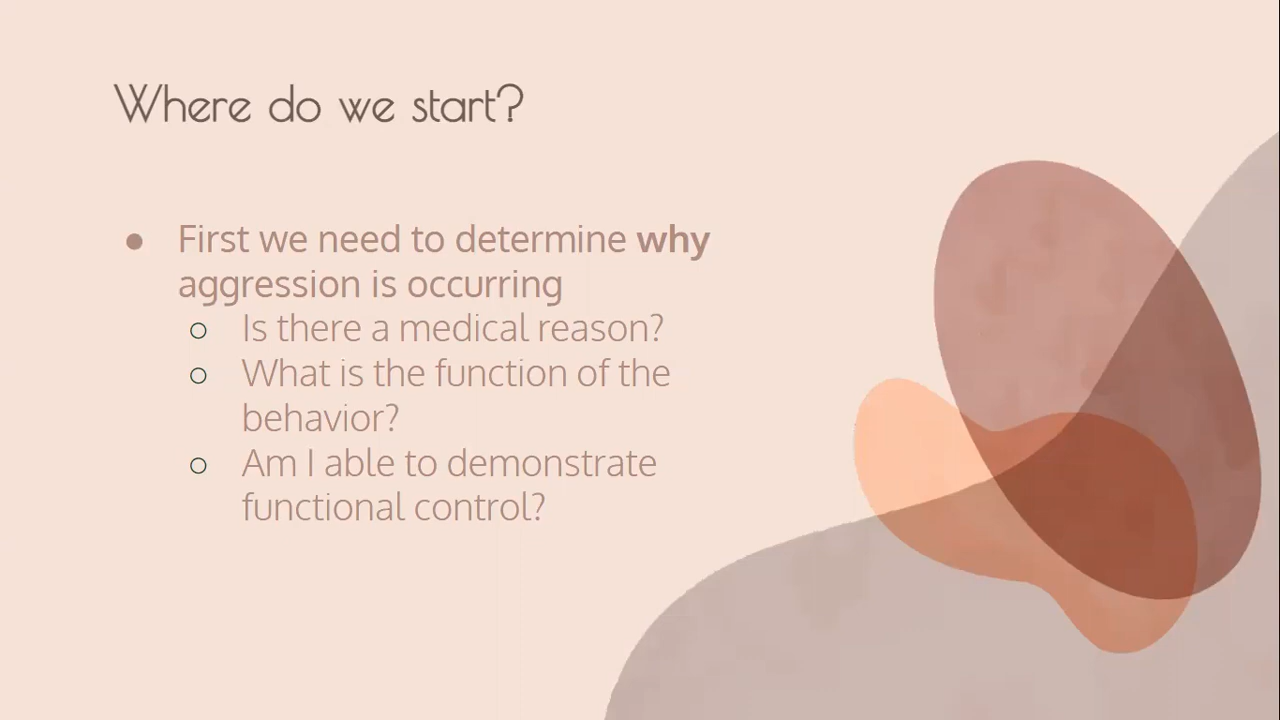 Where do we start?
● First we need to determine why
aggression is occurring
○ Is there a medical reason?
○ What is the function of the
behavior?
○ Am I able to demonstrate
functional control?